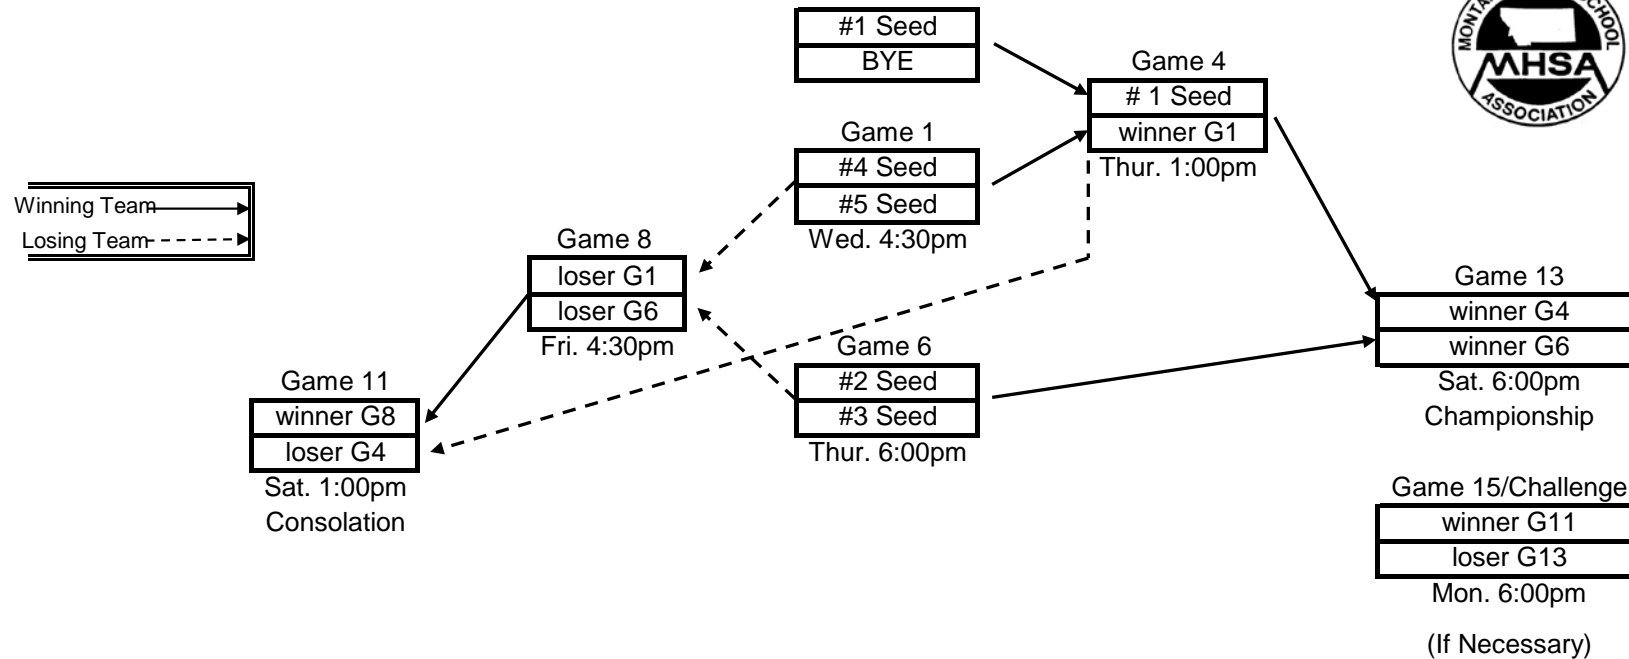 #1 Seed
BYE
Game 4
# 1 Seed
winner G1
Thur. 1:00pm
MHSA
SCHOOL
ASSOCIATION
Game 1
#4 Seed
#5 Seed
Wed. 4:30pm
Winning Team
Losing Team
Game 8
loser G1
loser G6
Fri. 4:30pm
Game 13
winner G4
winner G6
Sat. 6:00pm
Championship
Game 6
#2 Seed
#3 Seed
Thur. 6:00pm
Game 11
winner G8
loser G4
Sat. 1:00pm
Consolation
Game 15/Challenge
winner G11
loser G13
Mon. 6:00pm
(If Necessary)